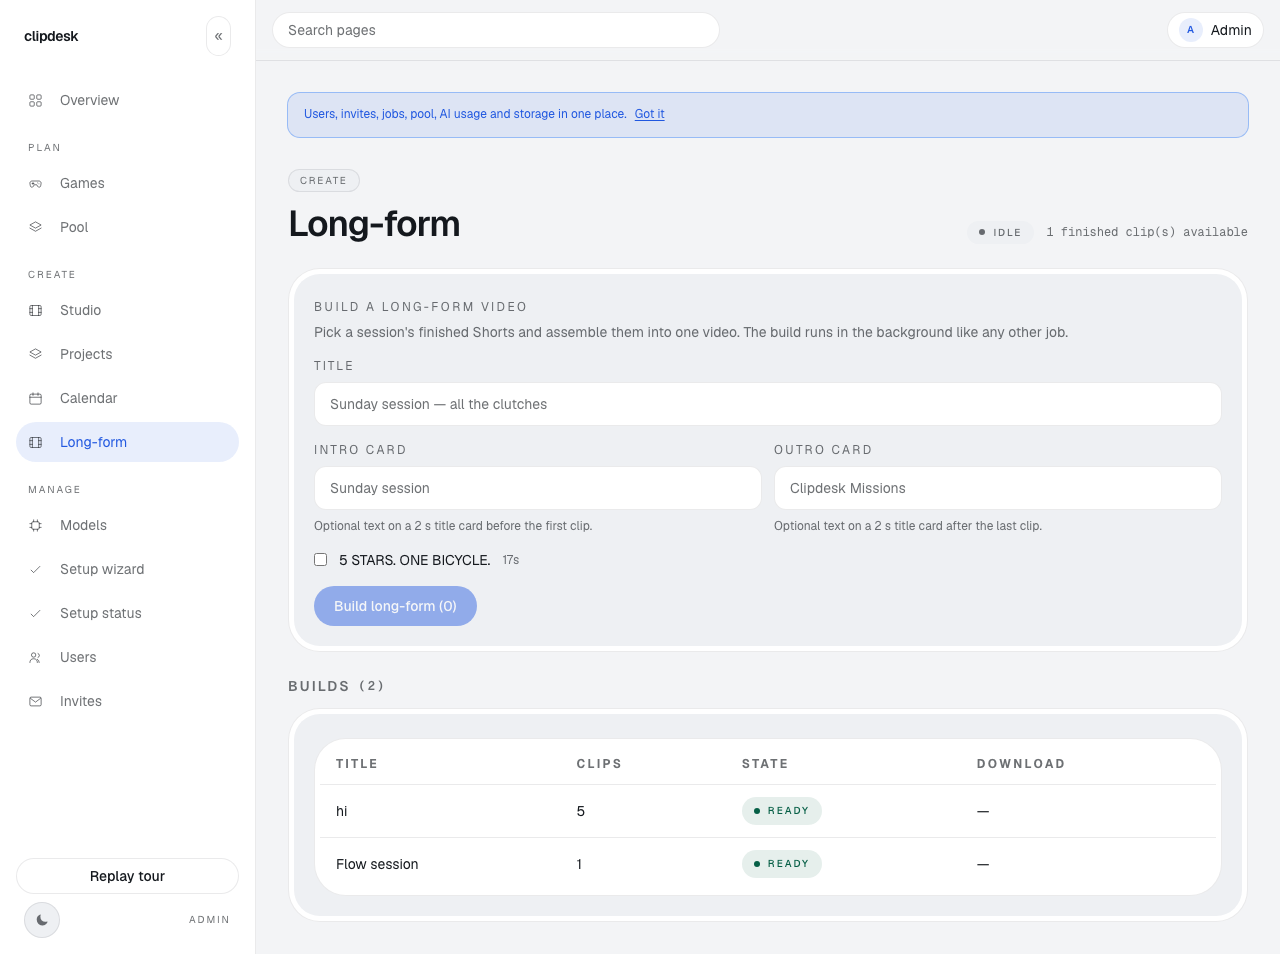 clipdesk
«
Search pages
A Admin
Overview
PLAN
Games
Pool
CREATE
Studio
Projects
Calendar
Long-form
MANAGE
Models
Setup wizard
Setup status
Users
Invites
Replay tour
ADMIN
Users, invites, jobs, pool, AI usage and storage in one place. Got it
CREATE
Long-form
IDLE 1 finished clip(s) available
BUILD A LONG-FORM VIDEO
Pick a session's finished Shorts and assemble them into one video. The build runs in the background like any other job.
TITLE
Sunday session — all the clutches
INTRO CARD OUTRO CARD
Sunday session Clipdesk Missions
Optional text on a 2 s title card before the first clip. Optional text on a 2 s title card after the last clip.
5 STARS. ONE BICYCLE. 17s
Build long-form (0)
BUILDS (2)
TITLE CLIPS STATE DOWNLOAD
hi 5 READY —
Flow session 1 READY —